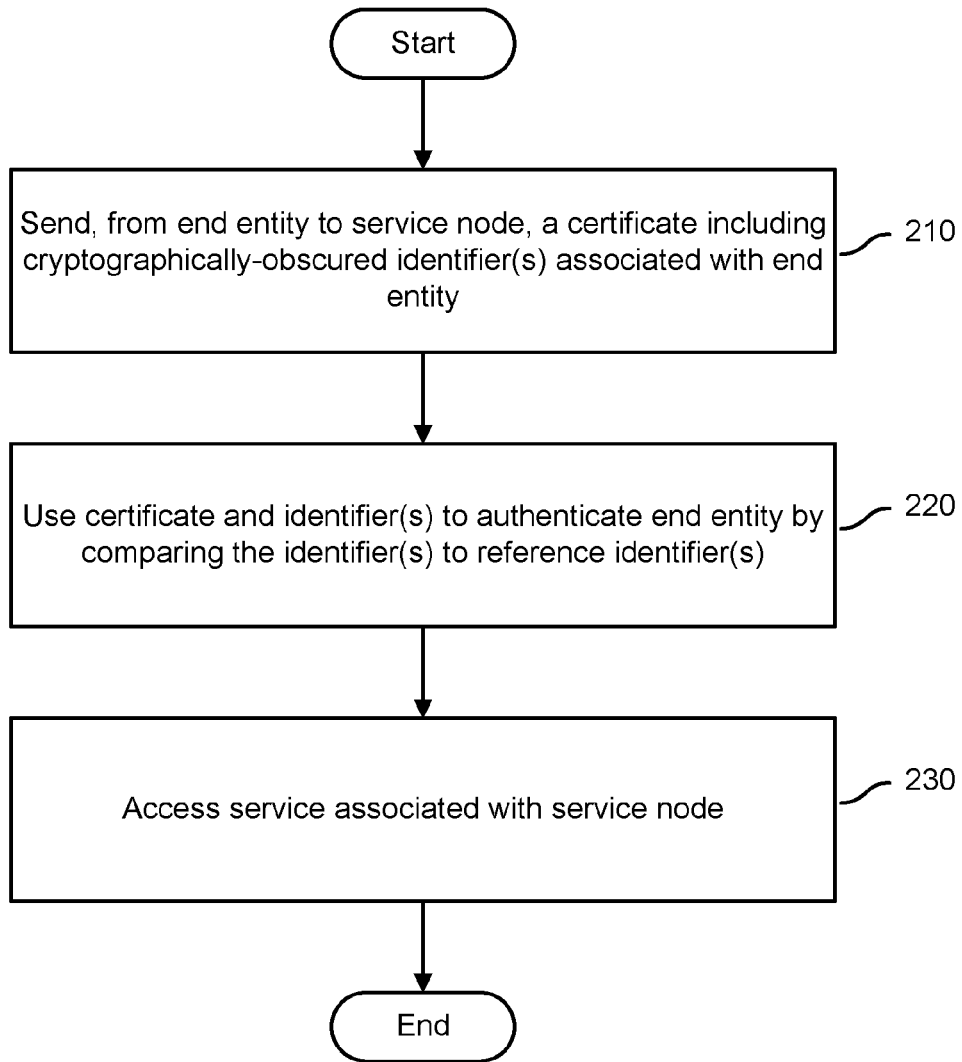 Start
Send, from end entity to service node, a certificate including
cryptographically-obscured identifier(s) associated with end
entity
210
Use certificate and identifier(s) to authenticate end entity by
comparing the identifier(s) to reference identifier(s)
220
Access service associated with service node
230
End